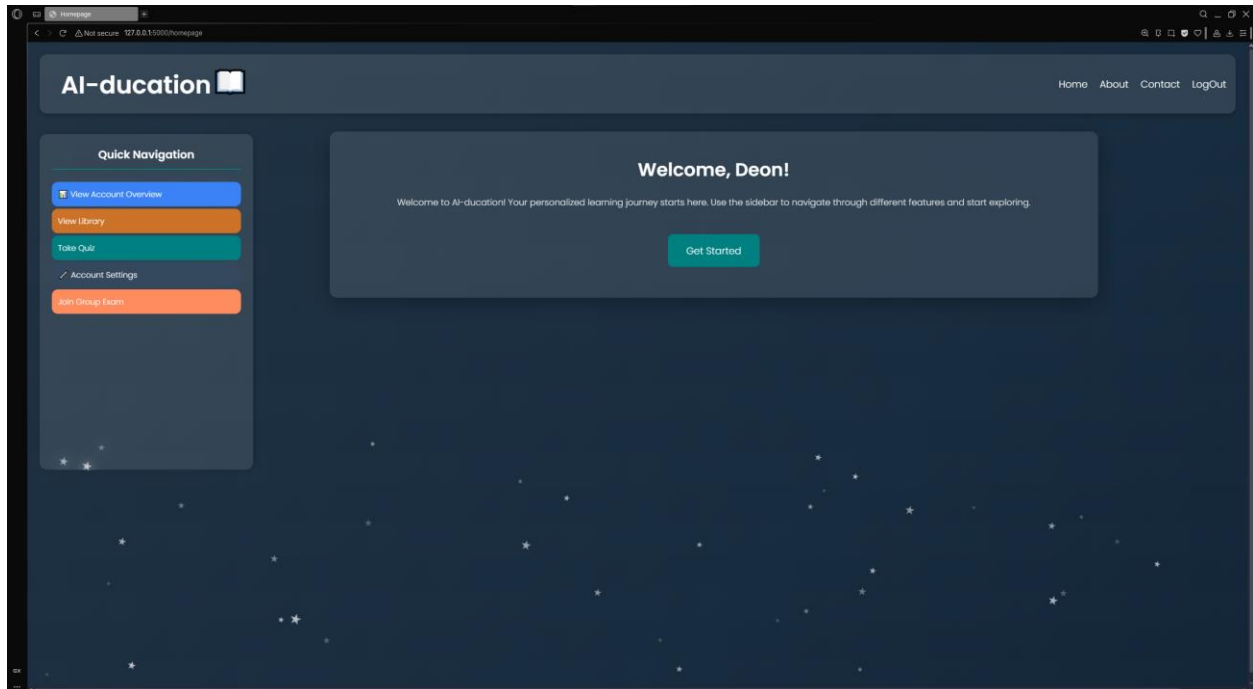 Homepage
Not secure 127.0.0.1:5000/homepage
AI-ducation
Home About Contact LogOut
Quick Navigation
View Account Overview
View Library
Take Quiz
Account Settings
Join Group Exam
Welcome, Deon!
Welcome to AI-ducation! Your personalized learning journey starts here. Use the sidebar to navigate through different features and start exploring.
Get Started